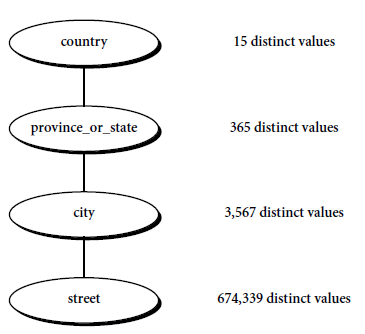 country 15 distinct values
province_or_state 365 distinct values
city 3,567 distinct values
street 674,339 distinct values